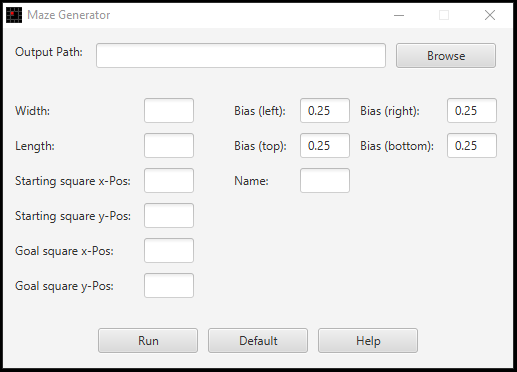 Maze Generator
Output Path: Browse
Width: Bias (left): 0.25 Bias (right): 0.25
Length: Bias (top): 0.25 Bias (bottom): 0.25
Starting square x-Pos: Name:
Starting square y-Pos:
Goal square x-Pos:
Goal square y-Pos:
Run Default Help